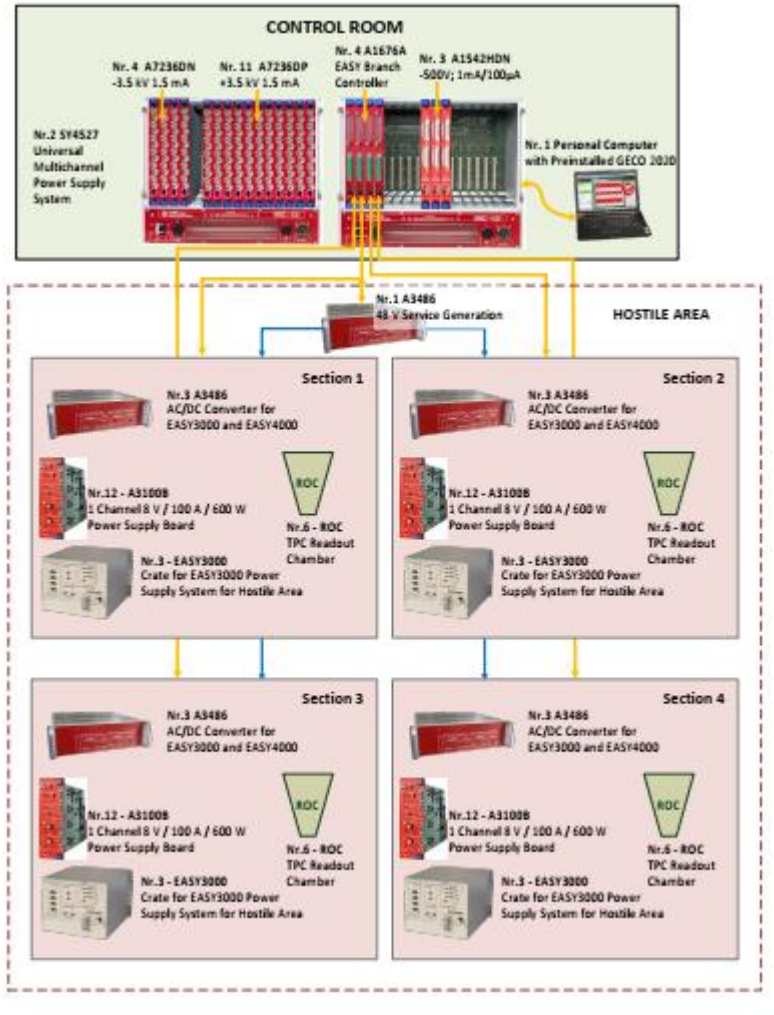 CONTROL ROOM
Nr. 4 A7236DN
-3.5 kV 1.5 mA
Nr. 11 A7236DP
+3.5 kV 1.5 mA
Nr. 4 A1676A
EASY Branch
Controller
Nr. 3 A1542HDN
-500V; 1mA/100µA
Nr.2 SY4527
Universal
Multichannel
Power Supply
System
Nr. 1 Personal Computer
with Preinstalled GECO 2020
Nr.1 A3486
48 V Service Generation
HOSTILE AREA
Section 1
Nr.3 A3486
AC/DC Converter for
EASY3000 and EASY4000
Nr.12 - A3100B
1 Channel 8 V / 100 A / 600 W
Power Supply Board
ROC
Nr.6 - ROC
TPC Readout
Chamber
Nr.3 - EASY3000
Crate for EASY3000 Power
Supply System for Hostile Area
Section 2
Nr.3 A3486
AC/DC Converter for
EASY3000 and EASY4000
Nr.12 - A3100B
1 Channel 8 V / 100 A / 600 W
Power Supply Board
ROC
Nr.6 - ROC
TPC Readout
Chamber
Nr.3 - EASY3000
Crate for EASY3000 Power
Supply System for Hostile Area
Section 3
Nr.3 A3486
AC/DC Converter for
EASY3000 and EASY4000
Nr.12 - A3100B
1 Channel 8 V / 100 A / 600 W
Power Supply Board
ROC
Nr.6 - ROC
TPC Readout
Chamber
Nr.3 - EASY3000
Crate for EASY3000 Power
Supply System for Hostile Area
Section 4
Nr.3 A3486
AC/DC Converter for
EASY3000 and EASY4000
Nr.12 - A3100B
1 Channel 8 V / 100 A / 600 W
Power Supply Board
ROC
Nr.6 - ROC
TPC Readout
Chamber
Nr.3 - EASY3000
Crate for EASY3000 Power
Supply System for Hostile Area